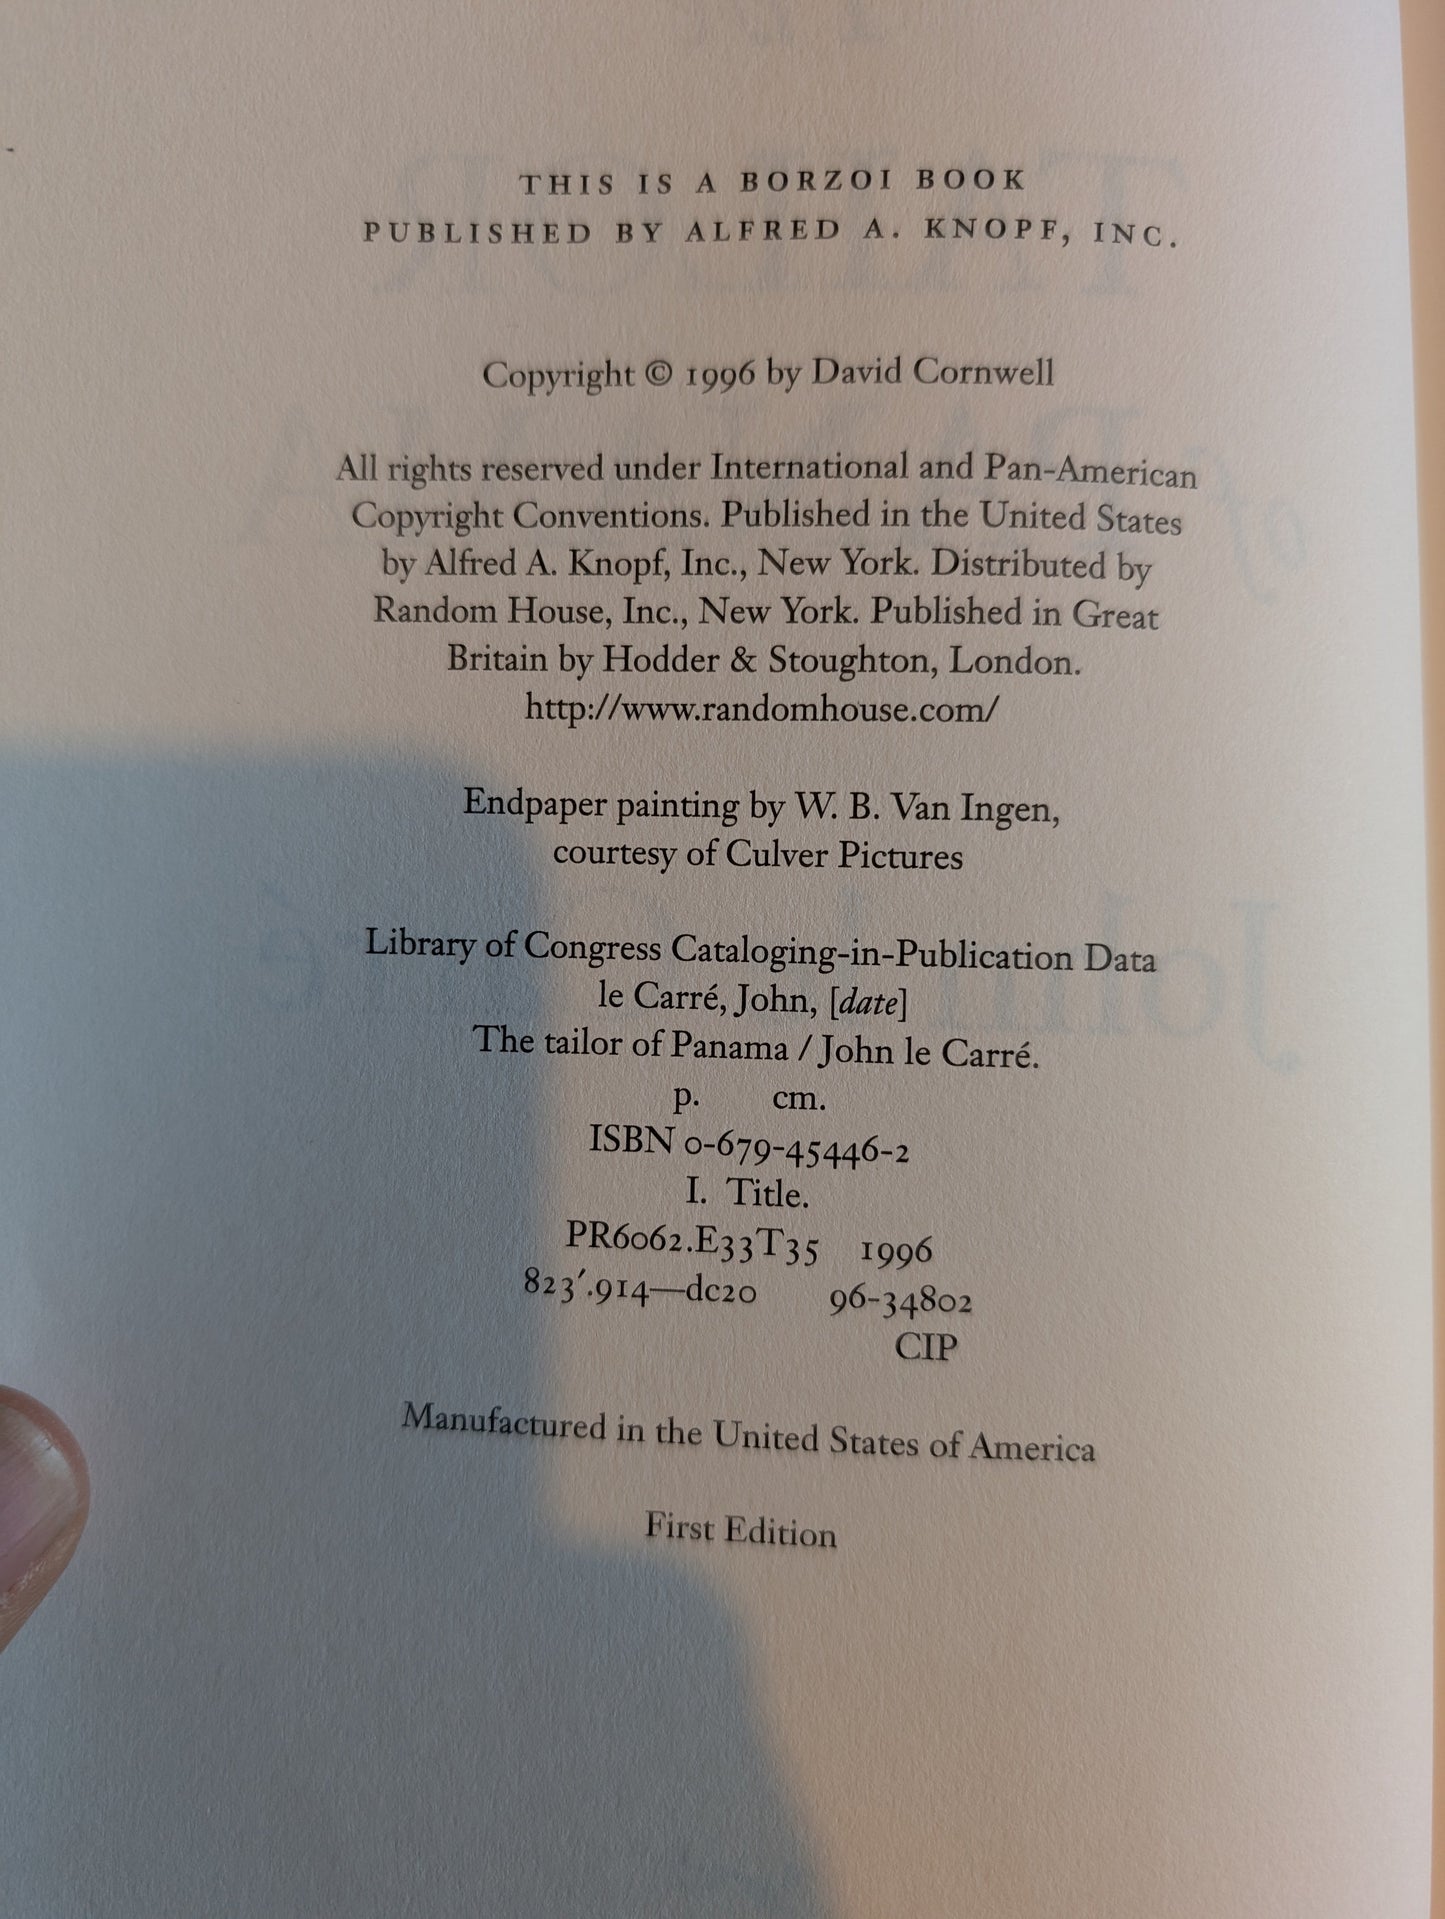 THIS IS A BORZOI BOOK
PUBLISHED BY ALFRED A. KNOPF, INC.
Copyright © 1996 by David Cornwell
All rights reserved under International and Pan-American
Copyright Conventions. Published in the United States
by Alfred A. Knopf, Inc., New York. Distributed by
Random House, Inc., New York. Published in Great
Britain by Hodder & Stoughton, London.
http://www.randomhouse.com/
Endpaper painting by W. B. Van Ingen,
courtesy of Culver Pictures
Library of Congress Cataloging-in-Publication Data
le Carré, John, [date]
The tailor of Panama / John le Carré.
p. cm.
ISBN 0-679-45446-2
I. Title.
PR6062.E33T35 1996
823′.914—dc20 96-34802
CIP
Manufactured in the United States of America
First Edition